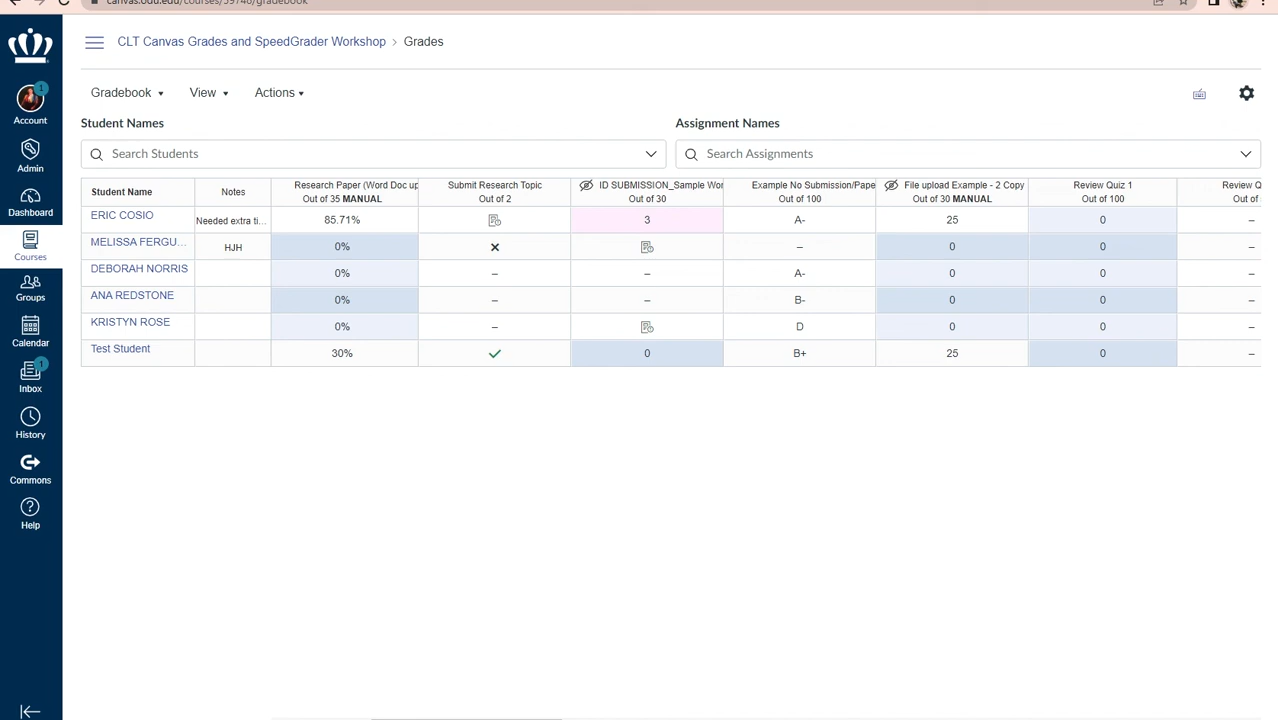 canvas.odu.edu/courses/59746/gradebook
CLT Canvas Grades and SpeedGrader Workshop > Grades
Gradebook View Actions
Student Names Assignment Names
Search Students Search Assignments
Student Name Notes Research Paper (Word Doc up Submit Research Topic ID SUBMISSION_Sample Wor Example No Submission/Pape File upload Example - 2 Copy Review Quiz 1 Review Q
Out of 35 MANUAL Out of 2 Out of 30 Out of 100 Out of 30 MANUAL Out of 100 Out of
ERIC COSIO Needed extra ti... 85.71% 3 A- 25 0 –
MELISSA FERGU... HJH 0% – 0 0 –
DEBORAH NORRIS 0% – – A- 0 0 –
ANA REDSTONE 0% – – B- 0 0 –
KRISTYN ROSE 0% – D 0 0 –
Test Student 30% 0 B+ 25 0 –
1
Account
Admin
Dashboard
Courses
Groups
Calendar
1
Inbox
History
Commons
Help